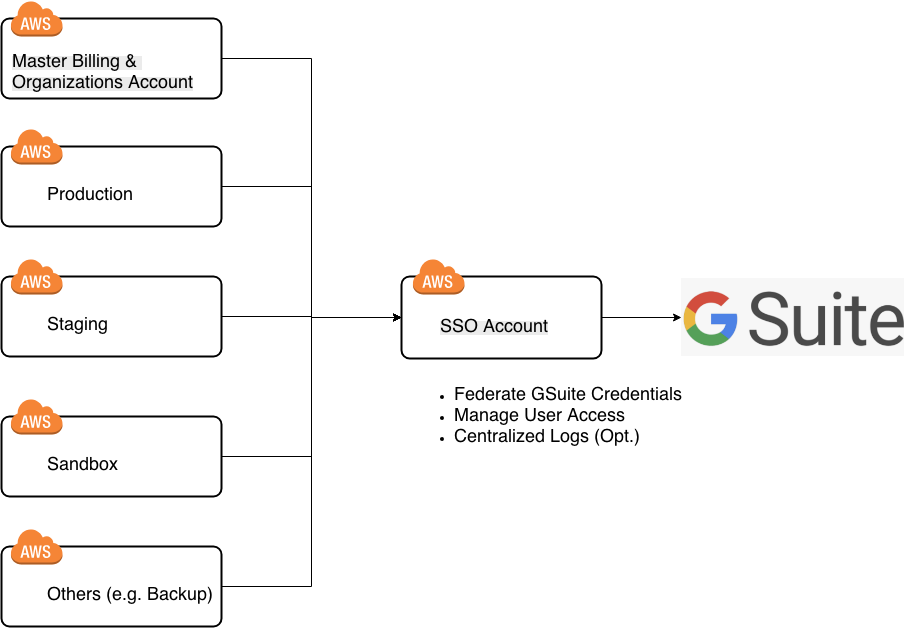 AWS
Master Billing &
Organizations Account
AWS
Production
AWS
Staging
AWS
Sandbox
AWS
Others (e.g. Backup)
AWS
SSO Account
• Federate GSuite Credentials
• Manage User Access
• Centralized Logs (Opt.)
G Suite